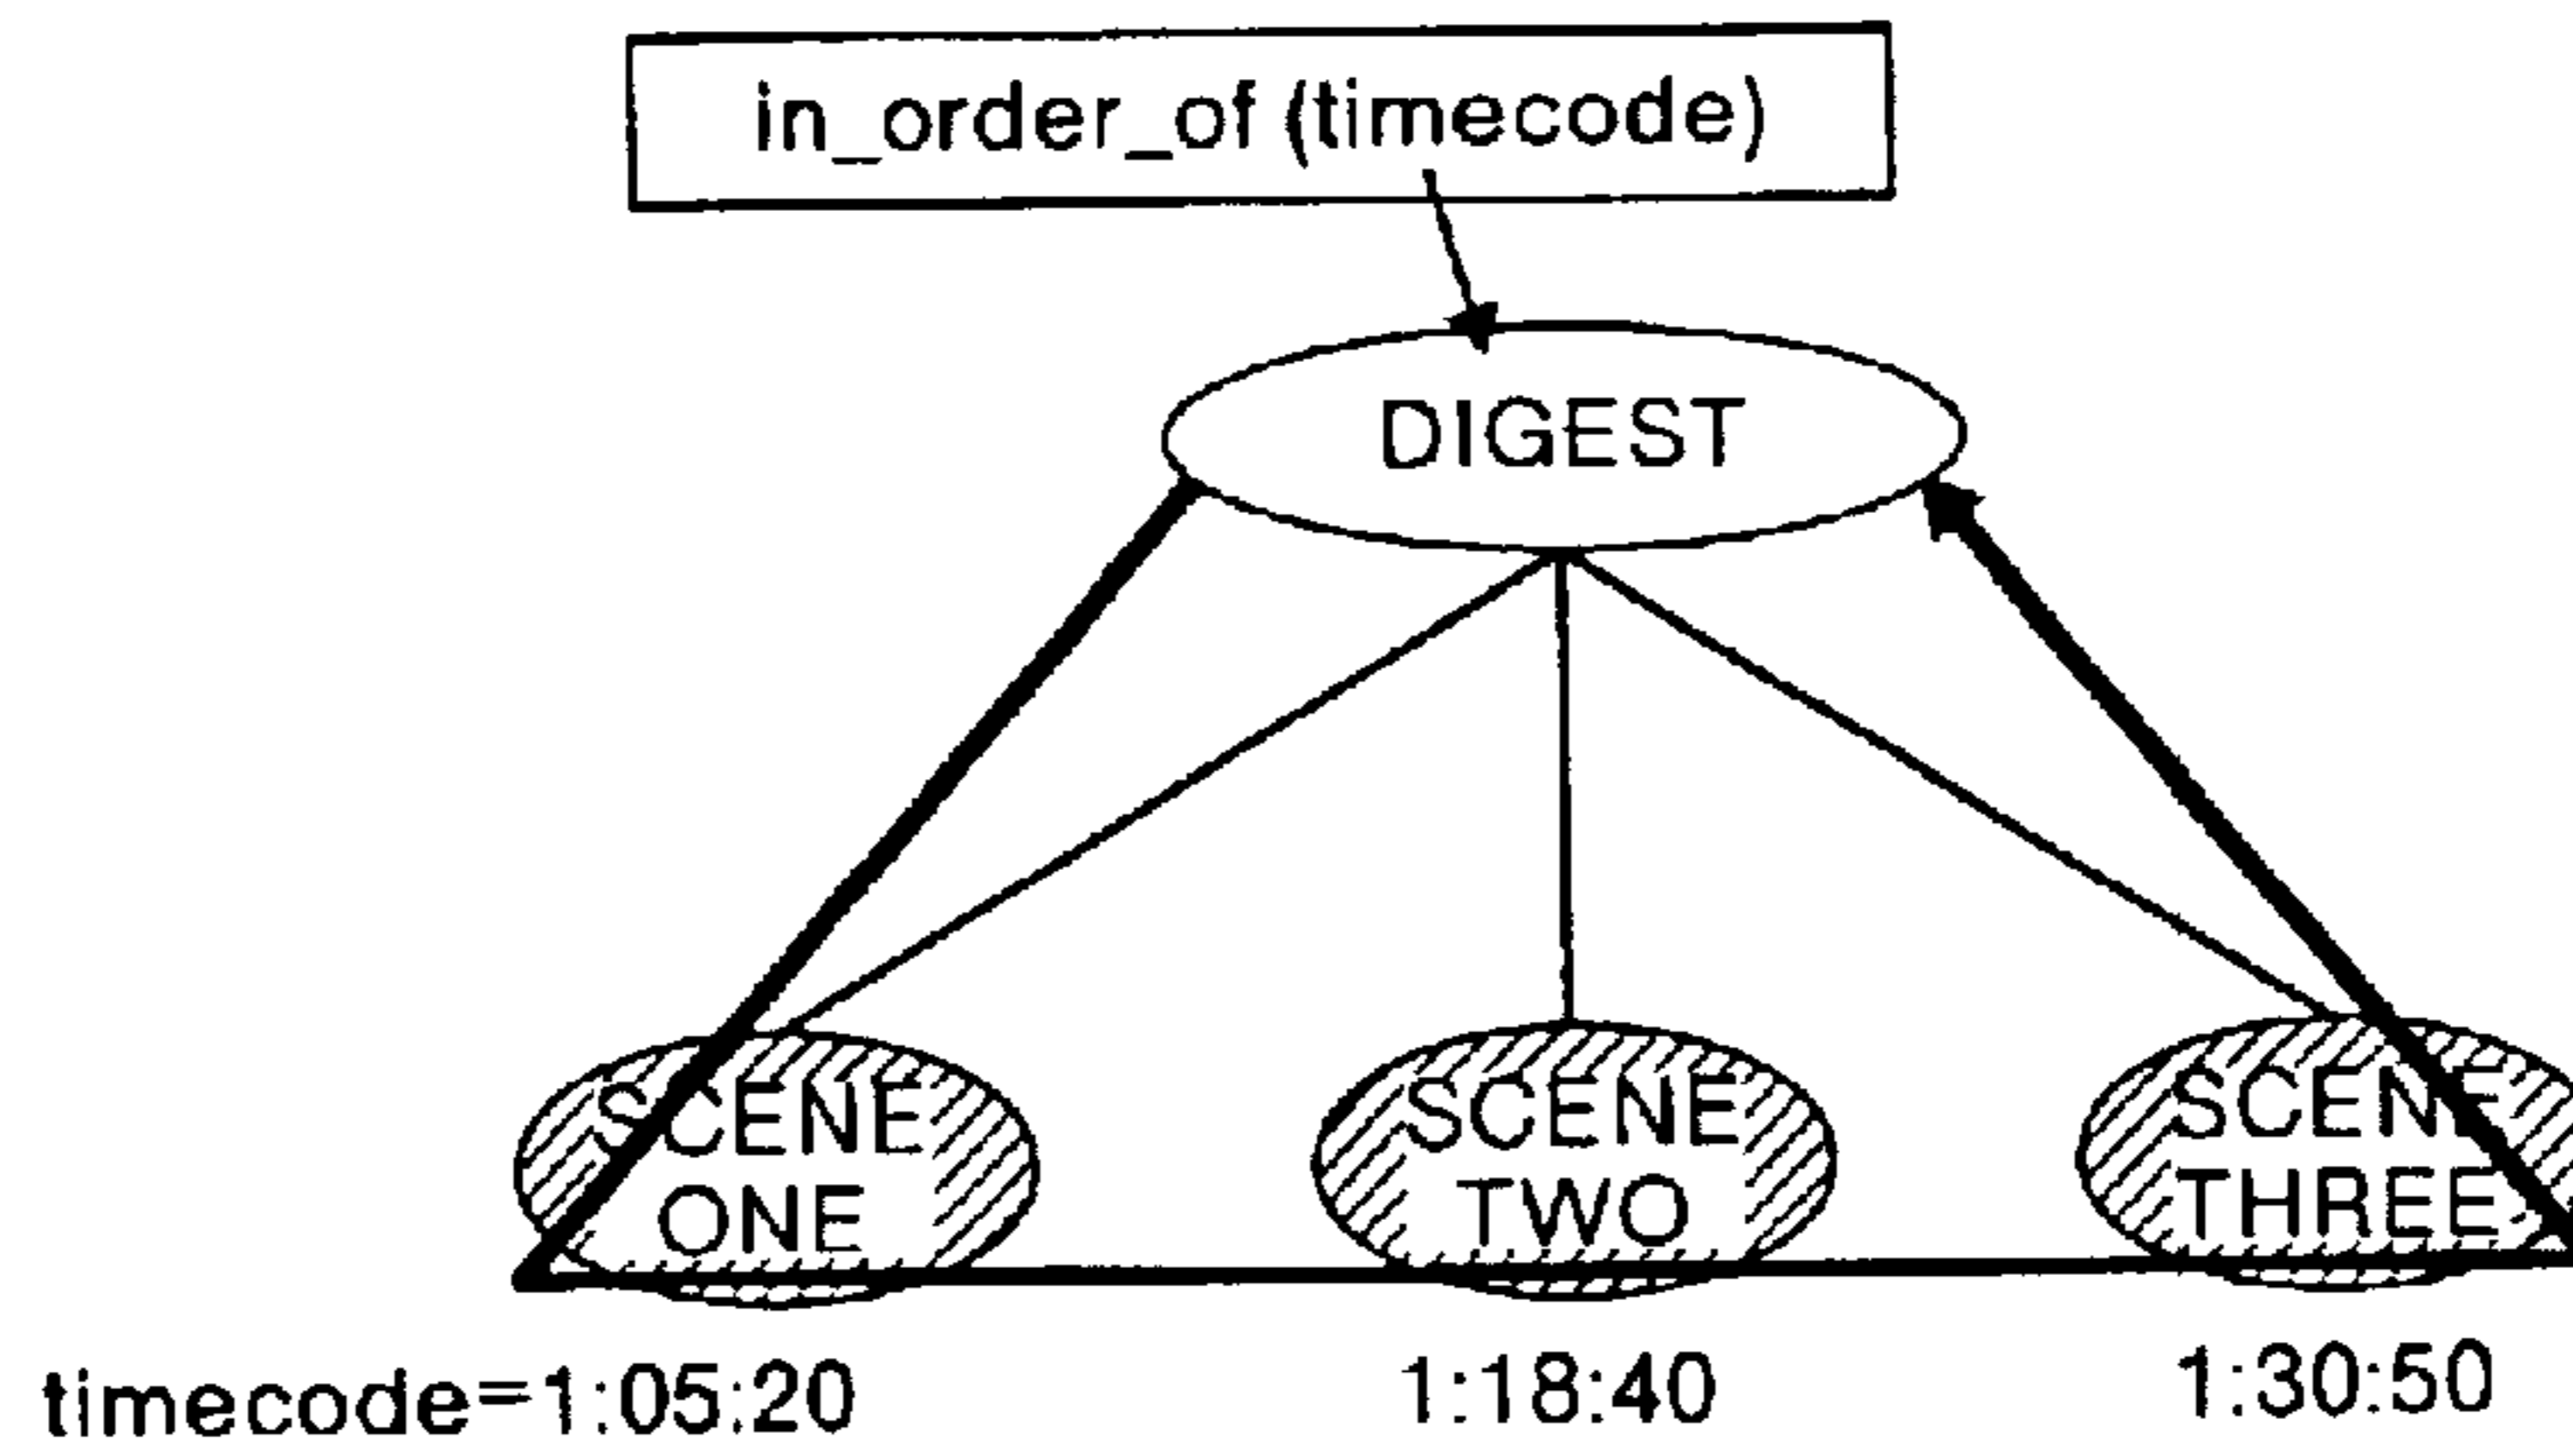 in_order_of (timecode)
DIGEST
SCENE
ONE
SCENE
TWO
SCENE
THREE
timecode=1:05:20
1:18:40
1:30:50